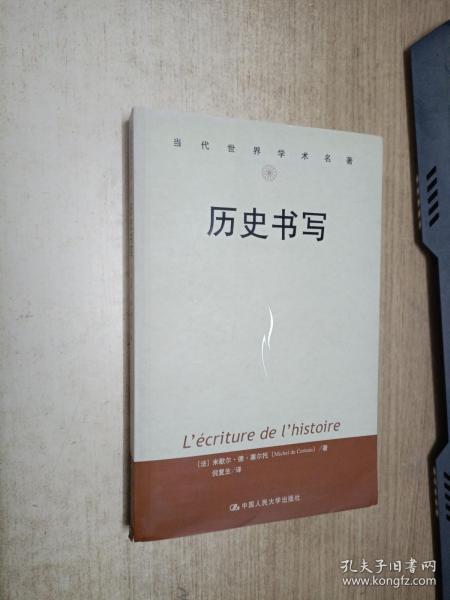 当代世界学术名著
历史书写
L'écriture de l'histoire
［法］米歇尔·德·塞尔托（Michel de Certeau）/著
倪复生/译
中国人民大学出版社
孔夫子旧书网
www.kongfz.com